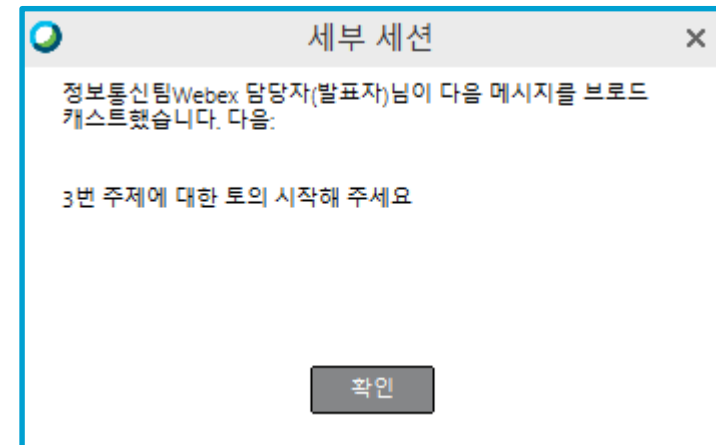 세부 세션
정보통신팀Webex 담당자(발표자)님이 다음 메시지를 브로드
캐스트했습니다. 다음:
3번 주제에 대한 토의 시작해 주세요
확인